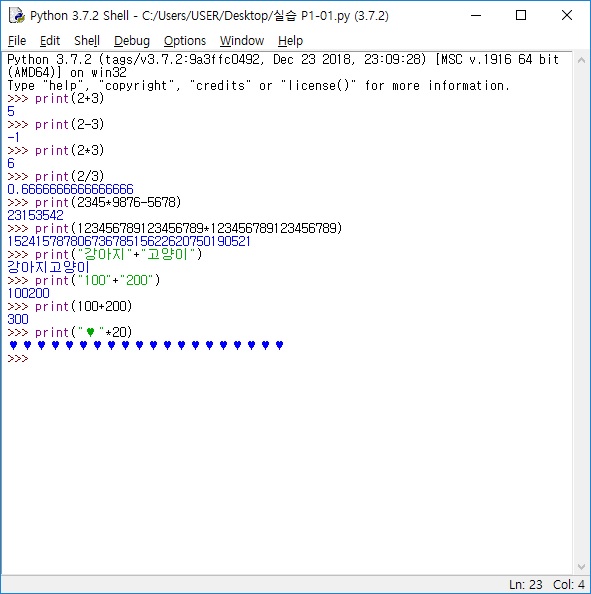 Python 3.7.2 Shell - C:/Users/USER/Desktop/실습 P1-01.py (3.7.2)
File Edit Shell Debug Options Window Help
Python 3.7.2 (tags/v3.7.2:9a3ffc0492, Dec 23 2018, 23:09:28) [MSC v.1916 64 bit
(AMD64)] on win32
Type "help", "copyright", "credits" or "license()" for more information.
>>> print(2+3)
5
>>> print(2-3)
-1
>>> print(2*3)
6
>>> print(2/3)
0.6666666666666666
>>> print(2345*9876-5678)
23153542
>>> print(123456789123456789*123456789123456789)
15241578780673678515622620750190521
>>> print("강아지"+"고양이")
강아지고양이
>>> print("100"+"200")
100200
>>> print(100+200)
300
>>> print("♥"*20)
♥♥♥♥♥♥♥♥♥♥♥♥♥♥♥♥♥♥♥♥
>>>
Ln: 23 Col: 4